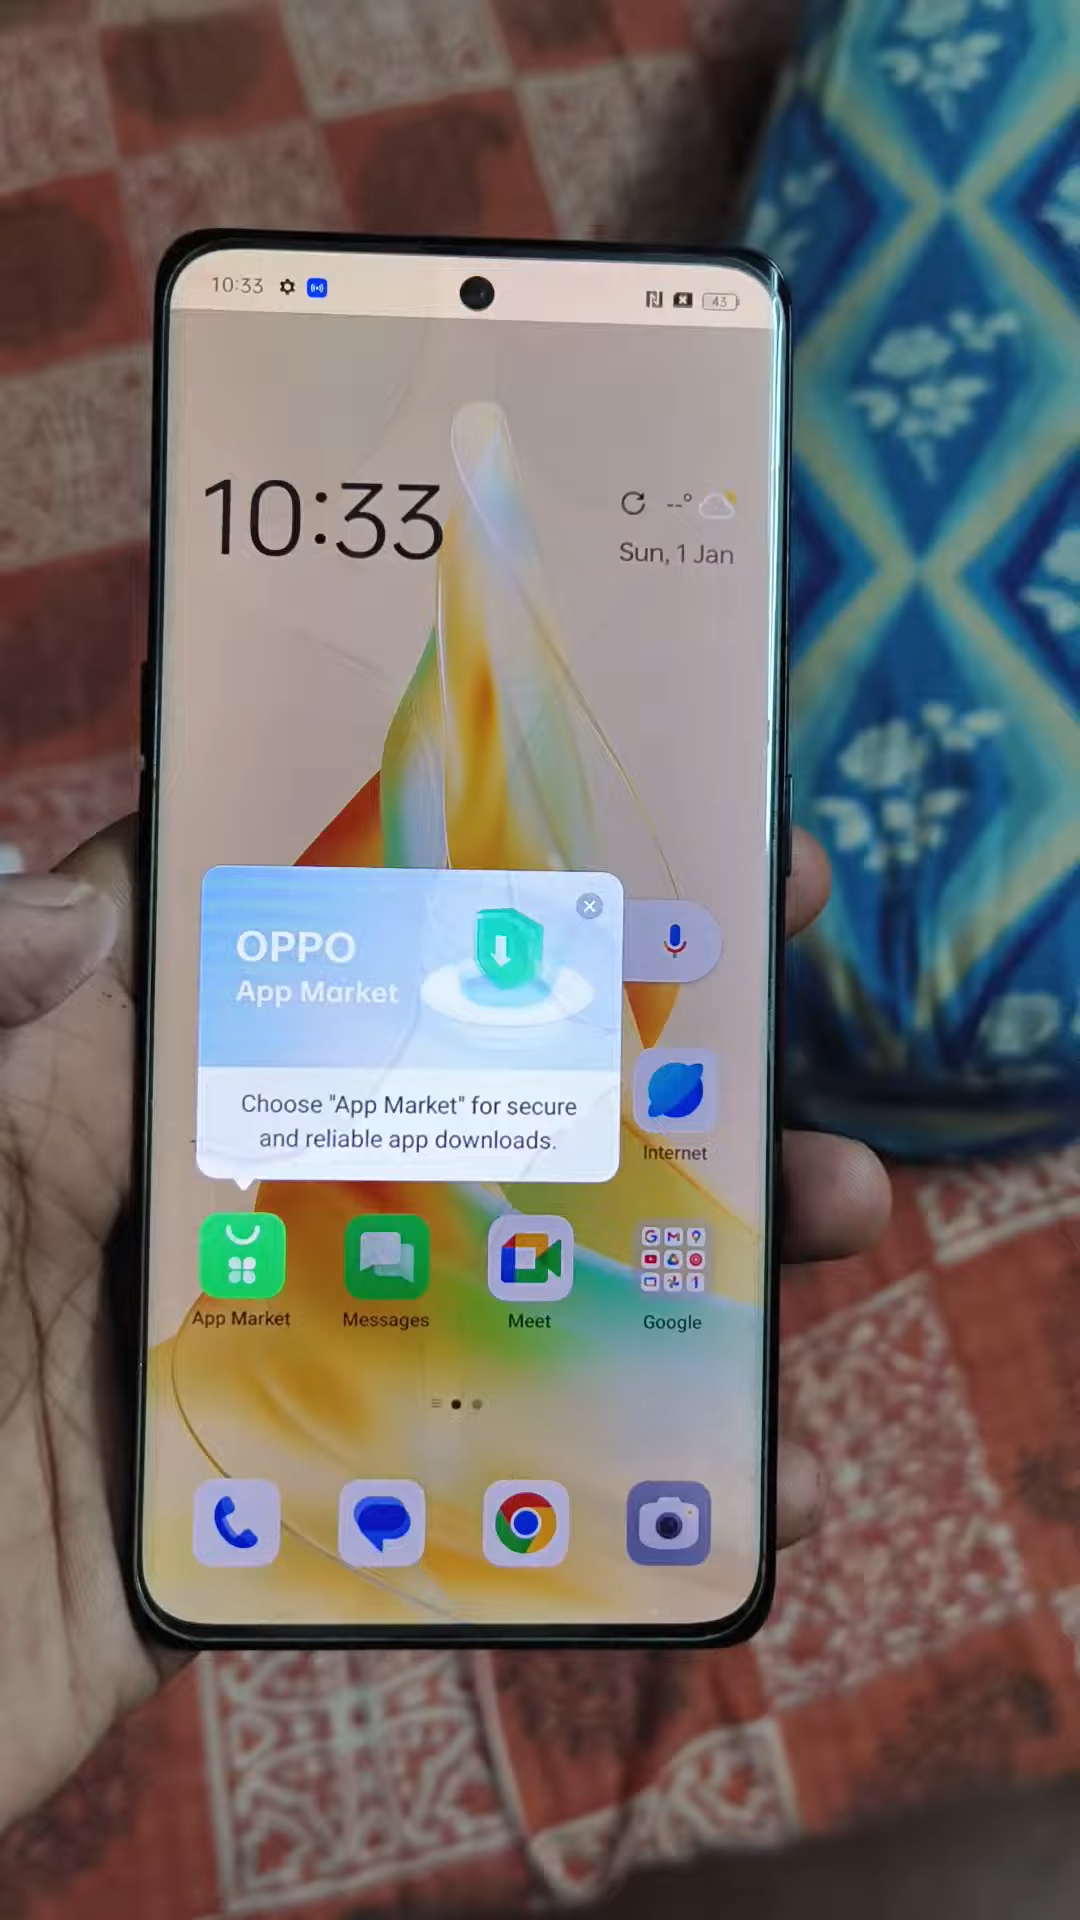 10:33
43
10:33
--°
Sun, 1 Jan
OPPO
App Market
Choose "App Market" for secure
and reliable app downloads.
Internet
App Market
Messages
Meet
Google